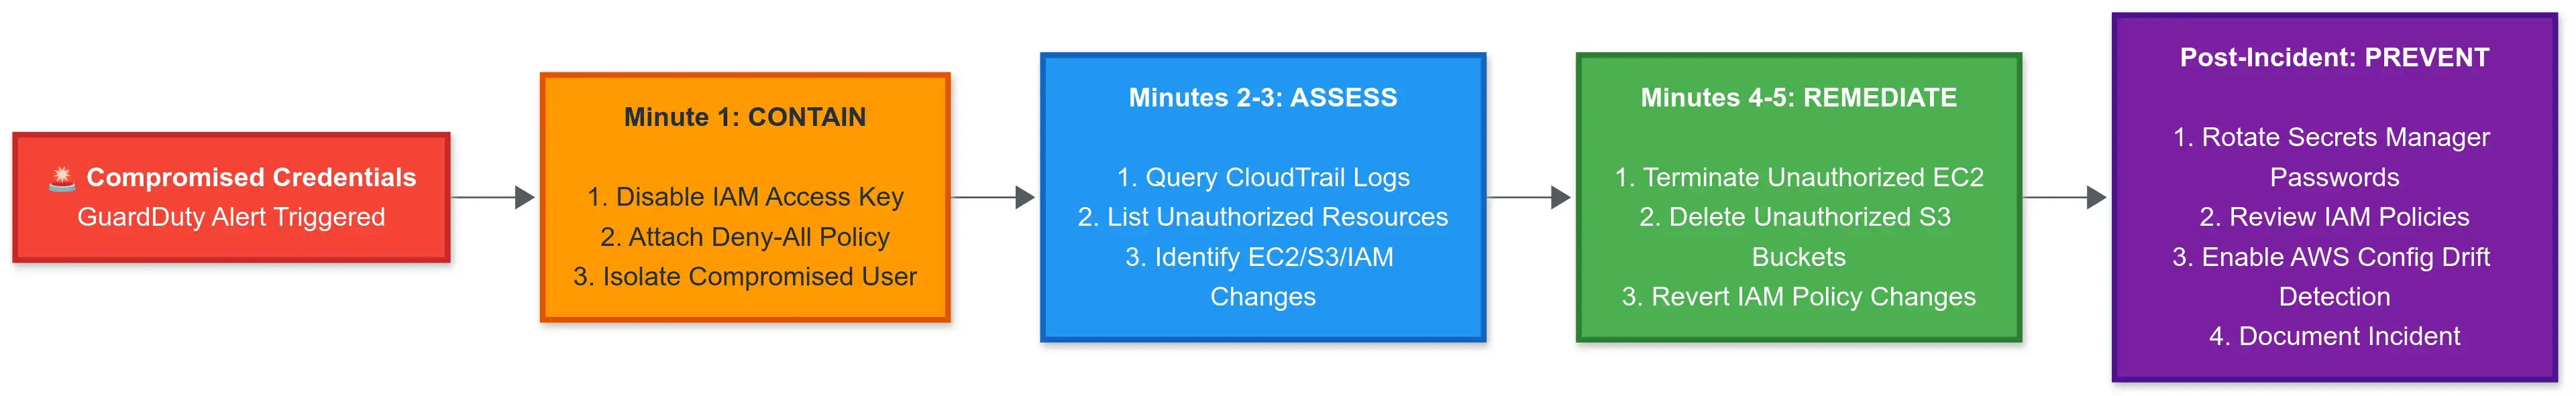 🚨 Compromised Credentials
GuardDuty Alert Triggered
Minute 1: CONTAIN
1. Disable IAM Access Key
2. Attach Deny-All Policy
3. Isolate Compromised User
Minutes 2-3: ASSESS
1. Query CloudTrail Logs
2. List Unauthorized Resources
3. Identify EC2/S3/IAM
Changes
Minutes 4-5: REMEDIATE
1. Terminate Unauthorized EC2
2. Delete Unauthorized S3
Buckets
3. Revert IAM Policy Changes
Post-Incident: PREVENT
1. Rotate Secrets Manager
Passwords
2. Review IAM Policies
3. Enable AWS Config Drift
Detection
4. Document Incident